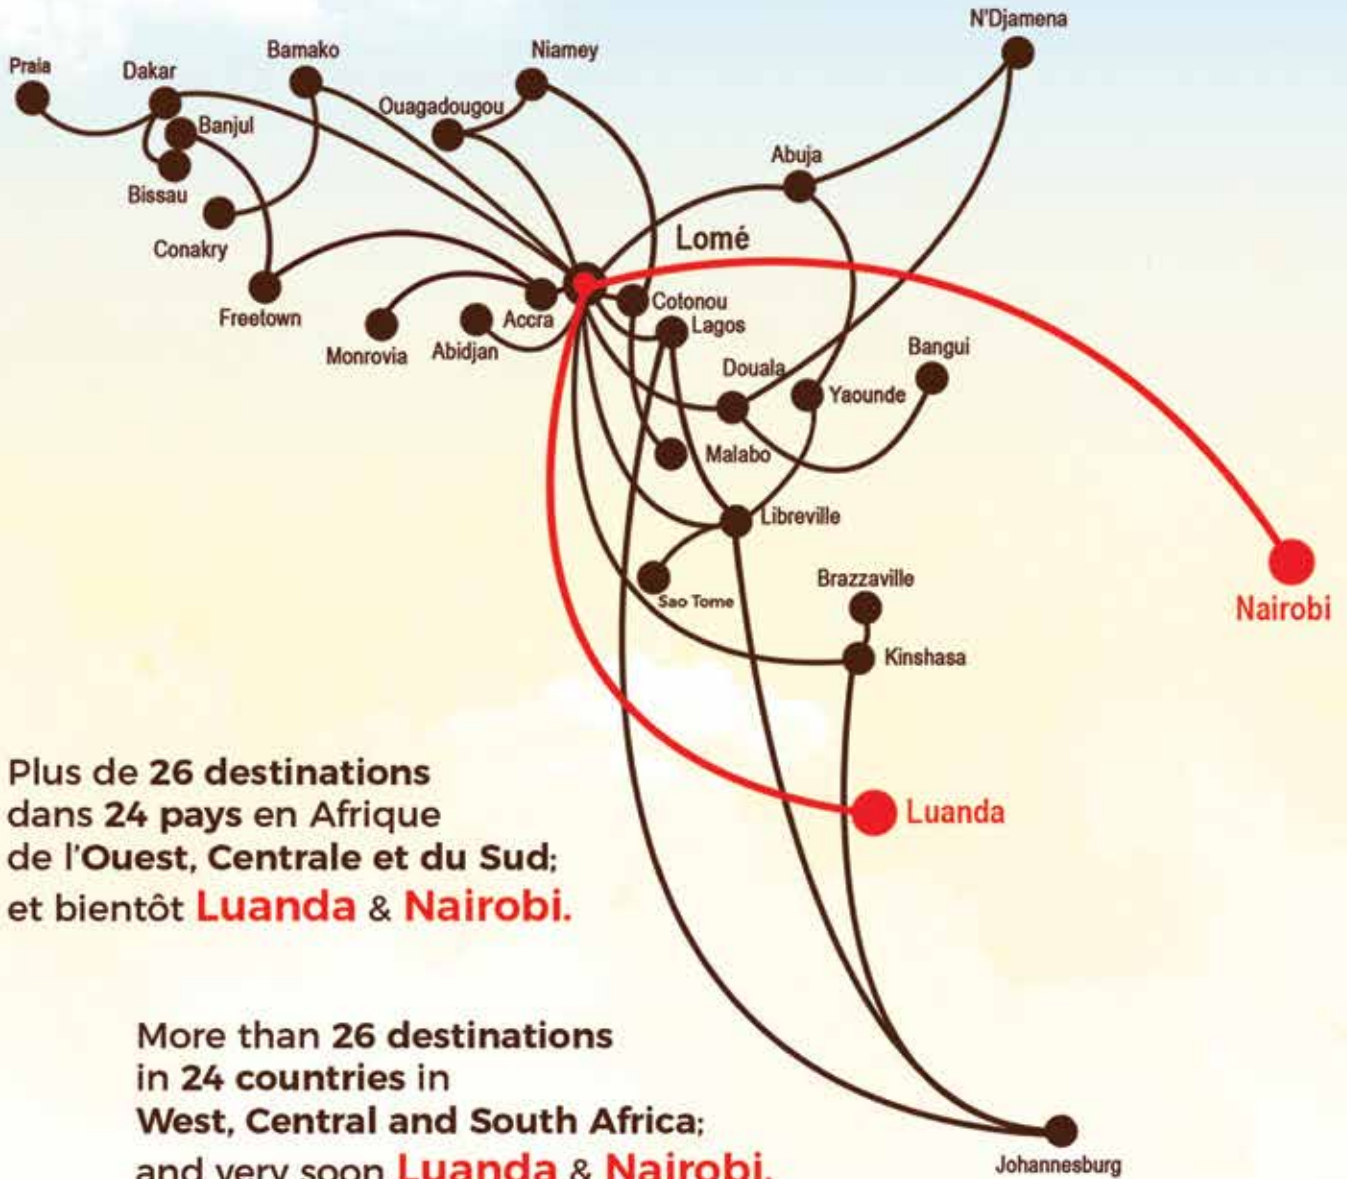 N'Djamena
Bamako
Niamey
Praia
Dakar
Ouagadougou
Banjul
Abuja
Bissau
Lomé
Conakry
Cotonou
Freetown
Accra
Lagos
Monrovia
Abidjan
Bangui
Douala
Yaounde
Malabo
Libreville
Brazzaville
Sao Tome
Nairobi
Kinshasa
Plus de 26 destinations
dans 24 pays en Afrique
de l'Ouest, Centrale et du Sud;
et bientôt Luanda & Nairobi.
Luanda
More than 26 destinations
in 24 countries in
West, Central and South Africa;
and very soon Luanda & Nairobi.
Johannesburg